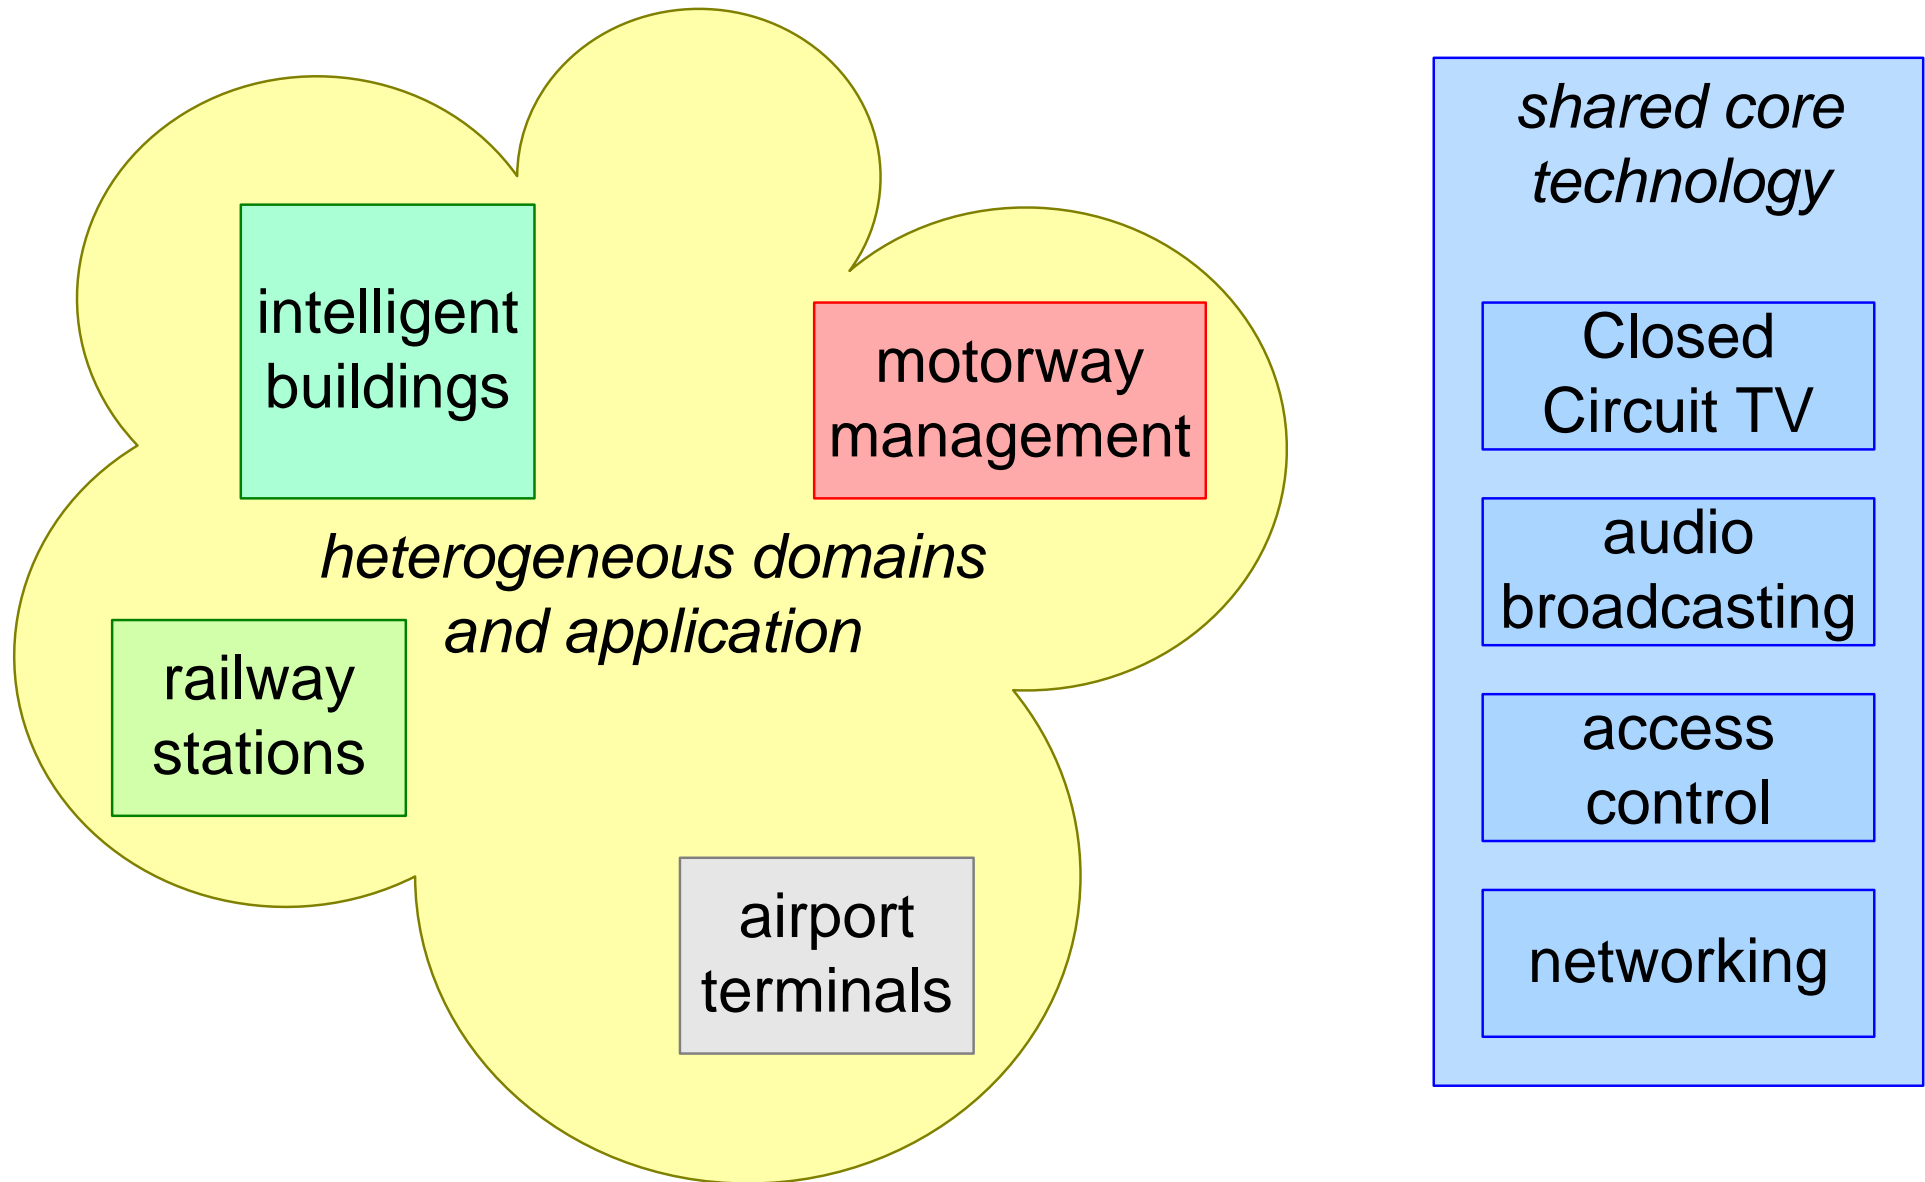 intelligent
buildings
motorway
management
heterogeneous domains
and application
railway
stations
airport
terminals
shared core
technology
Closed
Circuit TV
audio
broadcasting
access
control
networking